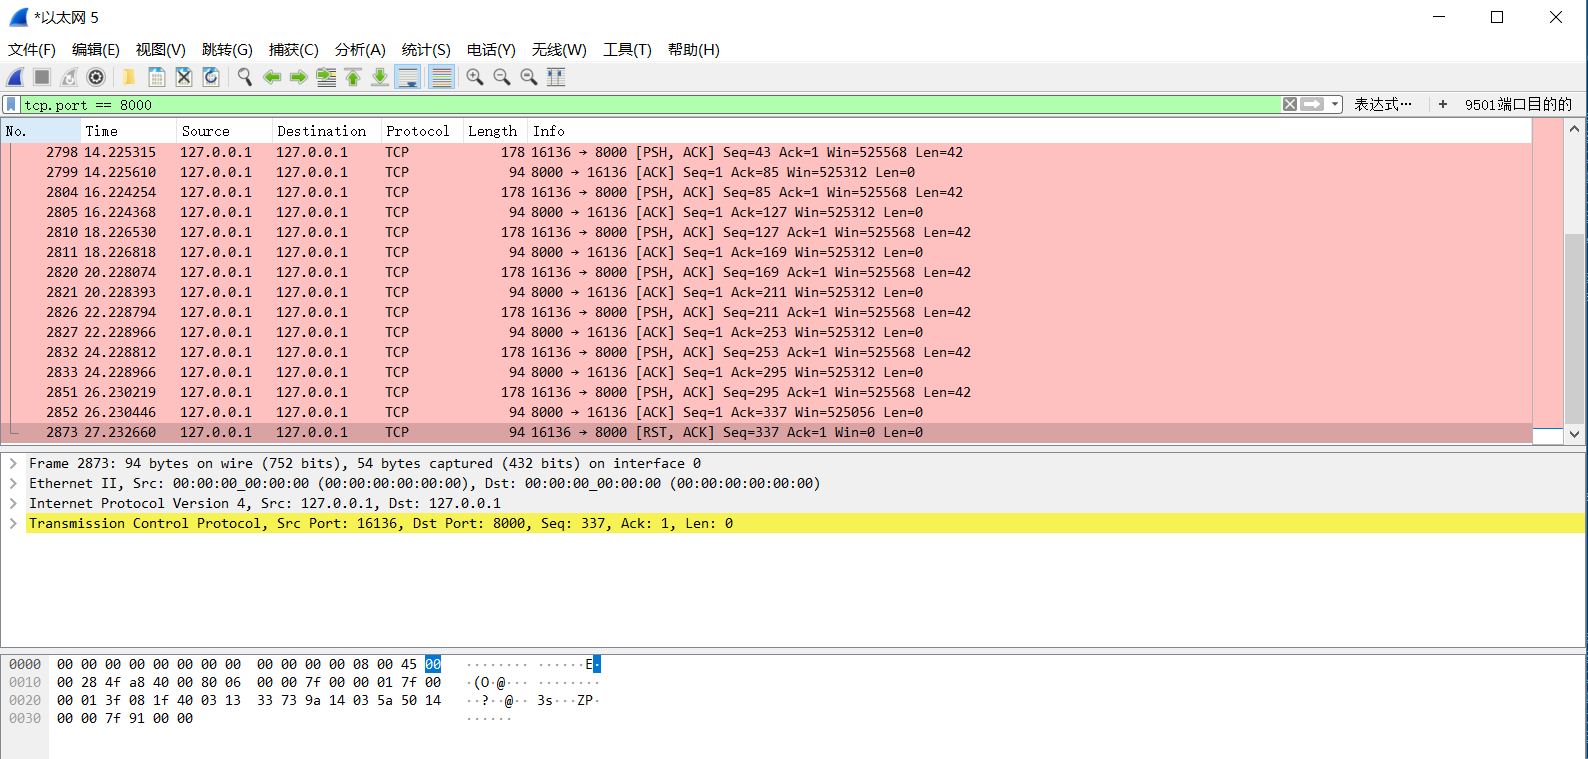 *以太网 5
文件(F) 编辑(E) 视图(V) 跳转(G) 捕获(C) 分析(A) 统计(S) 电话(Y) 无线(W) 工具(T) 帮助(H)
tcp.port == 8000 表达式… + 9501端口目的的
No. Time Source Destination Protocol Length Info
2798 14.225315 127.0.0.1 127.0.0.1 TCP 178 16136 → 8000 [PSH, ACK] Seq=43 Ack=1 Win=525568 Len=42
2799 14.225610 127.0.0.1 127.0.0.1 TCP 94 8000 → 16136 [ACK] Seq=1 Ack=85 Win=525312 Len=0
2804 16.224254 127.0.0.1 127.0.0.1 TCP 178 16136 → 8000 [PSH, ACK] Seq=85 Ack=1 Win=525568 Len=42
2805 16.224368 127.0.0.1 127.0.0.1 TCP 94 8000 → 16136 [ACK] Seq=1 Ack=127 Win=525312 Len=0
2810 18.226530 127.0.0.1 127.0.0.1 TCP 178 16136 → 8000 [PSH, ACK] Seq=127 Ack=1 Win=525568 Len=42
2811 18.226818 127.0.0.1 127.0.0.1 TCP 94 8000 → 16136 [ACK] Seq=1 Ack=169 Win=525312 Len=0
2820 20.228074 127.0.0.1 127.0.0.1 TCP 178 16136 → 8000 [PSH, ACK] Seq=169 Ack=1 Win=525568 Len=42
2821 20.228393 127.0.0.1 127.0.0.1 TCP 94 8000 → 16136 [ACK] Seq=1 Ack=211 Win=525312 Len=0
2826 22.228794 127.0.0.1 127.0.0.1 TCP 178 16136 → 8000 [PSH, ACK] Seq=211 Ack=1 Win=525568 Len=42
2827 22.228966 127.0.0.1 127.0.0.1 TCP 94 8000 → 16136 [ACK] Seq=1 Ack=253 Win=525312 Len=0
2832 24.228812 127.0.0.1 127.0.0.1 TCP 178 16136 → 8000 [PSH, ACK] Seq=253 Ack=1 Win=525568 Len=42
2833 24.228966 127.0.0.1 127.0.0.1 TCP 94 8000 → 16136 [ACK] Seq=1 Ack=295 Win=525312 Len=0
2851 26.230219 127.0.0.1 127.0.0.1 TCP 178 16136 → 8000 [PSH, ACK] Seq=295 Ack=1 Win=525568 Len=42
2852 26.230446 127.0.0.1 127.0.0.1 TCP 94 8000 → 16136 [ACK] Seq=1 Ack=337 Win=525056 Len=0
2873 27.232660 127.0.0.1 127.0.0.1 TCP 94 16136 → 8000 [RST, ACK] Seq=337 Ack=1 Win=0 Len=0
Frame 2873: 94 bytes on wire (752 bits), 54 bytes captured (432 bits) on interface 0
Ethernet II, Src: 00:00:00_00:00:00 (00:00:00:00:00:00), Dst: 00:00:00_00:00:00 (00:00:00:00:00:00)
Internet Protocol Version 4, Src: 127.0.0.1, Dst: 127.0.0.1
Transmission Control Protocol, Src Port: 16136, Dst Port: 8000, Seq: 337, Ack: 1, Len: 0
0000 00 00 00 00 00 00 00 00 00 00 00 00 08 00 45 00 ········ ······E·
0010 00 28 4f a8 40 00 80 06 00 00 7f 00 00 01 7f 00 ·(O·@··· ········
0020 00 01 3f 08 1f 40 03 13 33 73 9a 14 03 5a 50 14 ··?··@·· 3s···ZP·
0030 00 00 7f 91 00 00 ······